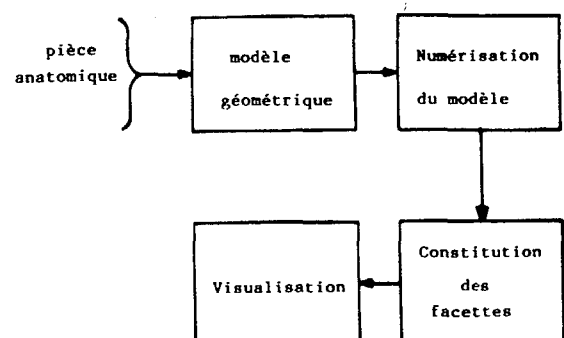 pièce
anatomique
modèle
géométrique
Numérisation
du modèle
Constitution
des
facettes
Visualisation